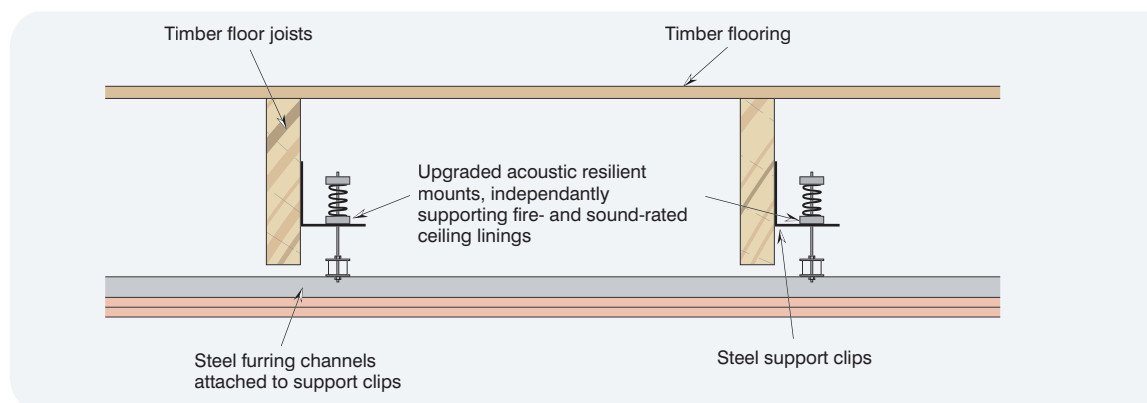 Timber floor joists
Timber flooring
Upgraded acoustic resilient
mounts, independantly
supporting fire- and sound-rated
ceiling linings
Steel furring channels
attached to support clips
Steel support clips